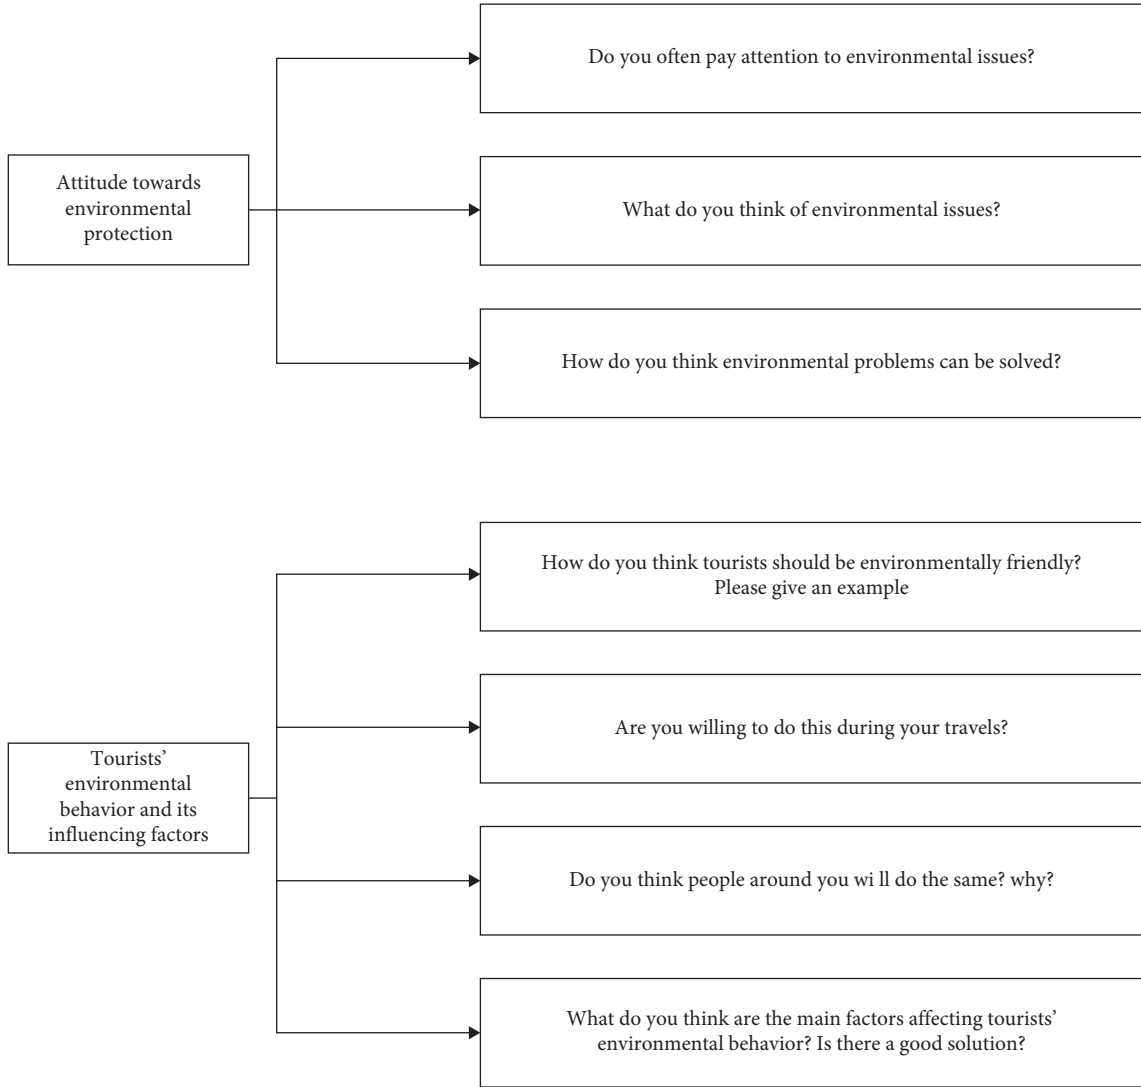 Do you often pay attention to environmental issues?
Attitude towards
environmental
protection
What do you think of environmental issues?
How do you think environmental problems can be solved?
How do you think tourists should be environmentally friendly?
Please give an example
Are you willing to do this during your travels?
Tourists’
environmental
behavior and its
influencing factors
Do you think people around you wi ll do the same? why?
What do you think are the main factors affecting tourists’
environmental behavior? Is there a good solution?